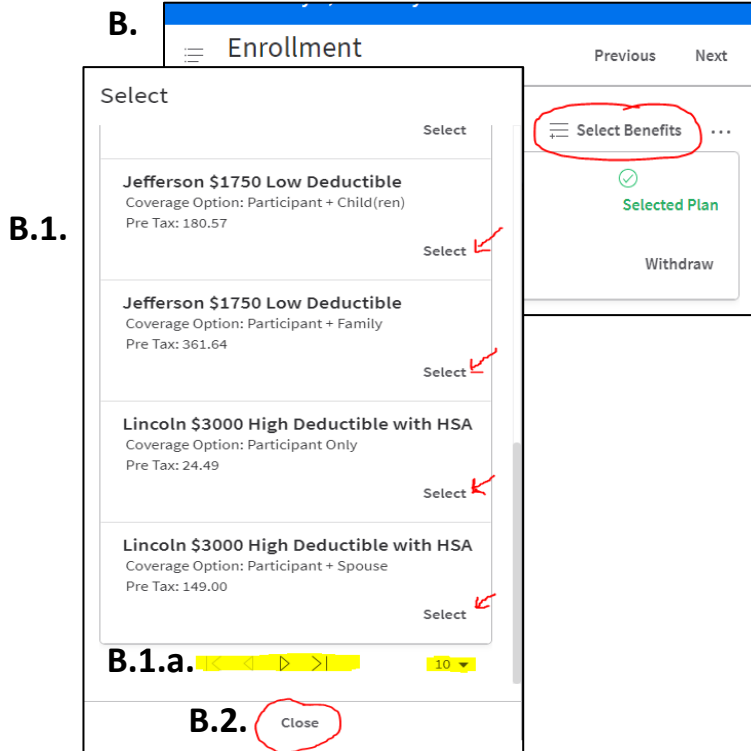 B.
Enrollment
Previous
Next
Select
Select
Select Benefits
...
Jefferson $1750 Low Deductible
Coverage Option: Participant + Child(ren)
Pre Tax: 180.57
Selected Plan
B.1.
Select
Withdraw
Jefferson $1750 Low Deductible
Coverage Option: Participant + Family
Pre Tax: 361.64
Select
Lincoln $3000 High Deductible with HSA
Coverage Option: Participant Only
Pre Tax: 24.49
Select
Lincoln $3000 High Deductible with HSA
Coverage Option: Participant + Spouse
Pre Tax: 149.00
Select
B.1.a.
10
B.2.
Close